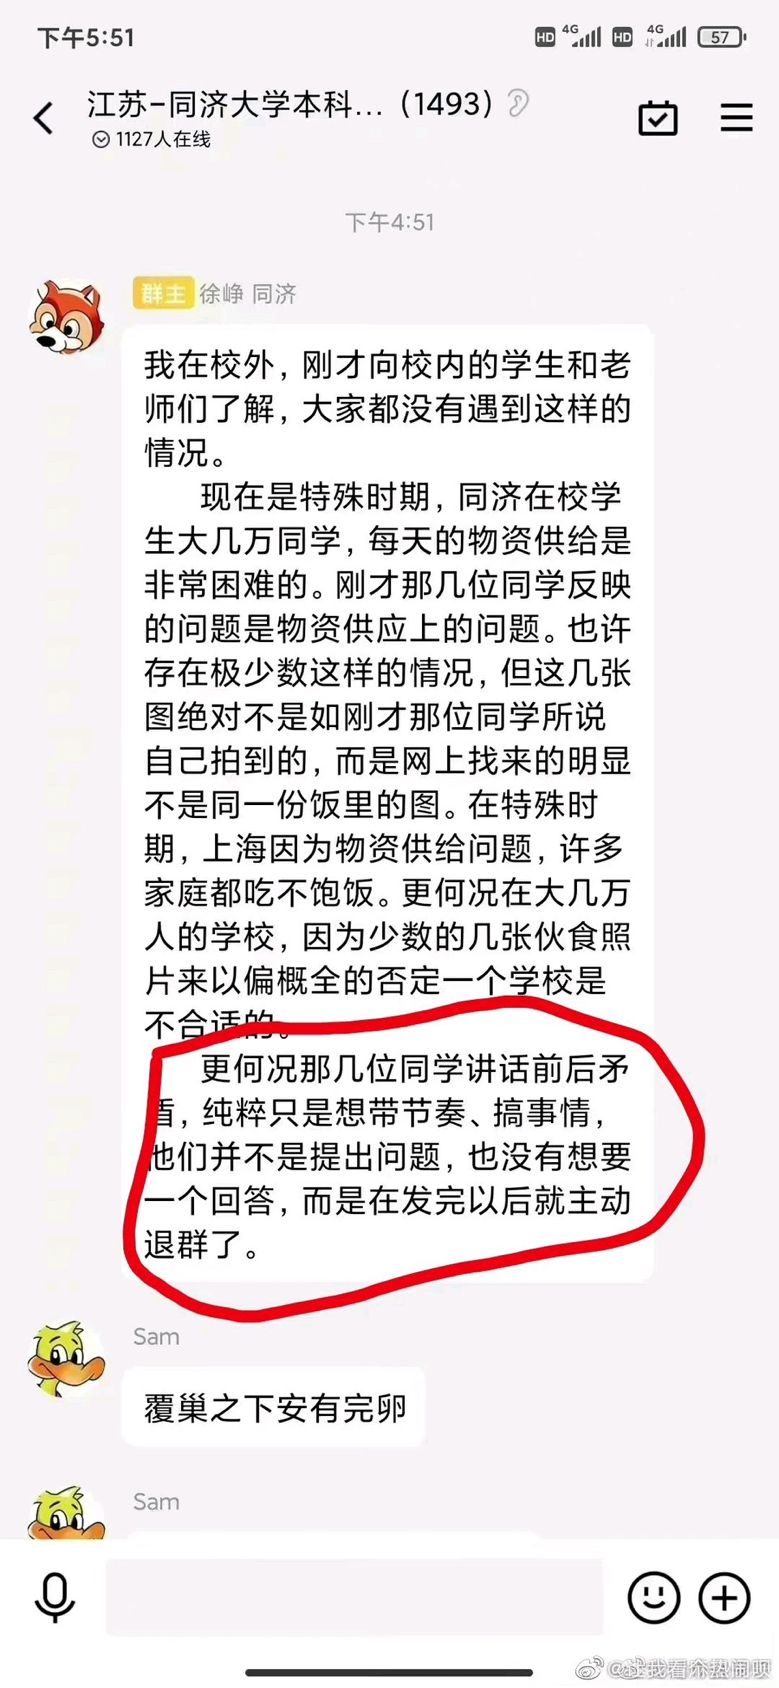 下午5:51
HD 4G HD 4G 57
江苏-同济大学本科...（1493）
1127人在线
下午4:51
群主 徐峥 同济
我在校外，刚才向校内的学生和老
师们了解，大家都没有遇到这样的
情况。
现在是特殊时期，同济在校学
生大几万同学，每天的物资供给是
非常困难的。刚才那几位同学反映
的问题是物资供应上的问题。也许
存在极少数这样的情况，但这几张
图绝对不是如刚才那位同学所说
自己拍到的，而是网上找来的明显
不是同一份饭里的图。在特殊时
期，上海因为物资供给问题，许多
家庭都吃不饱饭。更何况在大几万
人的学校，因为少数的几张伙食照
片来以偏概全的否定一个学校是
不合适的。
更何况那几位同学讲话前后矛
盾，纯粹只是想带节奏、搞事情，
他们并不是提出问题，也没有想要
一个回答，而是在发完以后就主动
退群了。
Sam
覆巢之下安有完卵
Sam